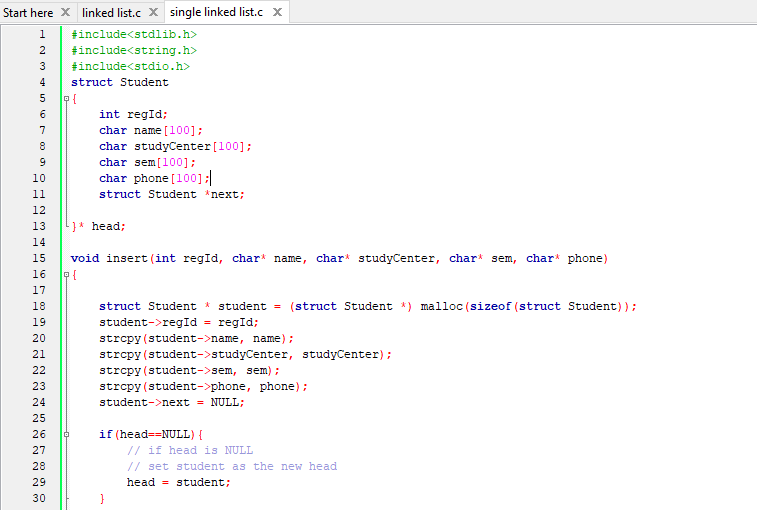 Start here linked list.c single linked list.c
1 #include<stdlib.h>
2 #include<string.h>
3 #include<stdio.h>
4 struct Student
5 {
6 int regId;
7 char name[100];
8 char studyCenter[100];
9 char sem[100];
10 char phone[100];
11 struct Student *next;
12
13 }* head;
14
15 void insert(int regId, char* name, char* studyCenter, char* sem, char* phone)
16 {
17
18 struct Student * student = (struct Student *) malloc(sizeof(struct Student));
19 student->regId = regId;
20 strcpy(student->name, name);
21 strcpy(student->studyCenter, studyCenter);
22 strcpy(student->sem, sem);
23 strcpy(student->phone, phone);
24 student->next = NULL;
25
26 if(head==NULL){
27 // if head is NULL
28 // set student as the new head
29 head = student;
30 }